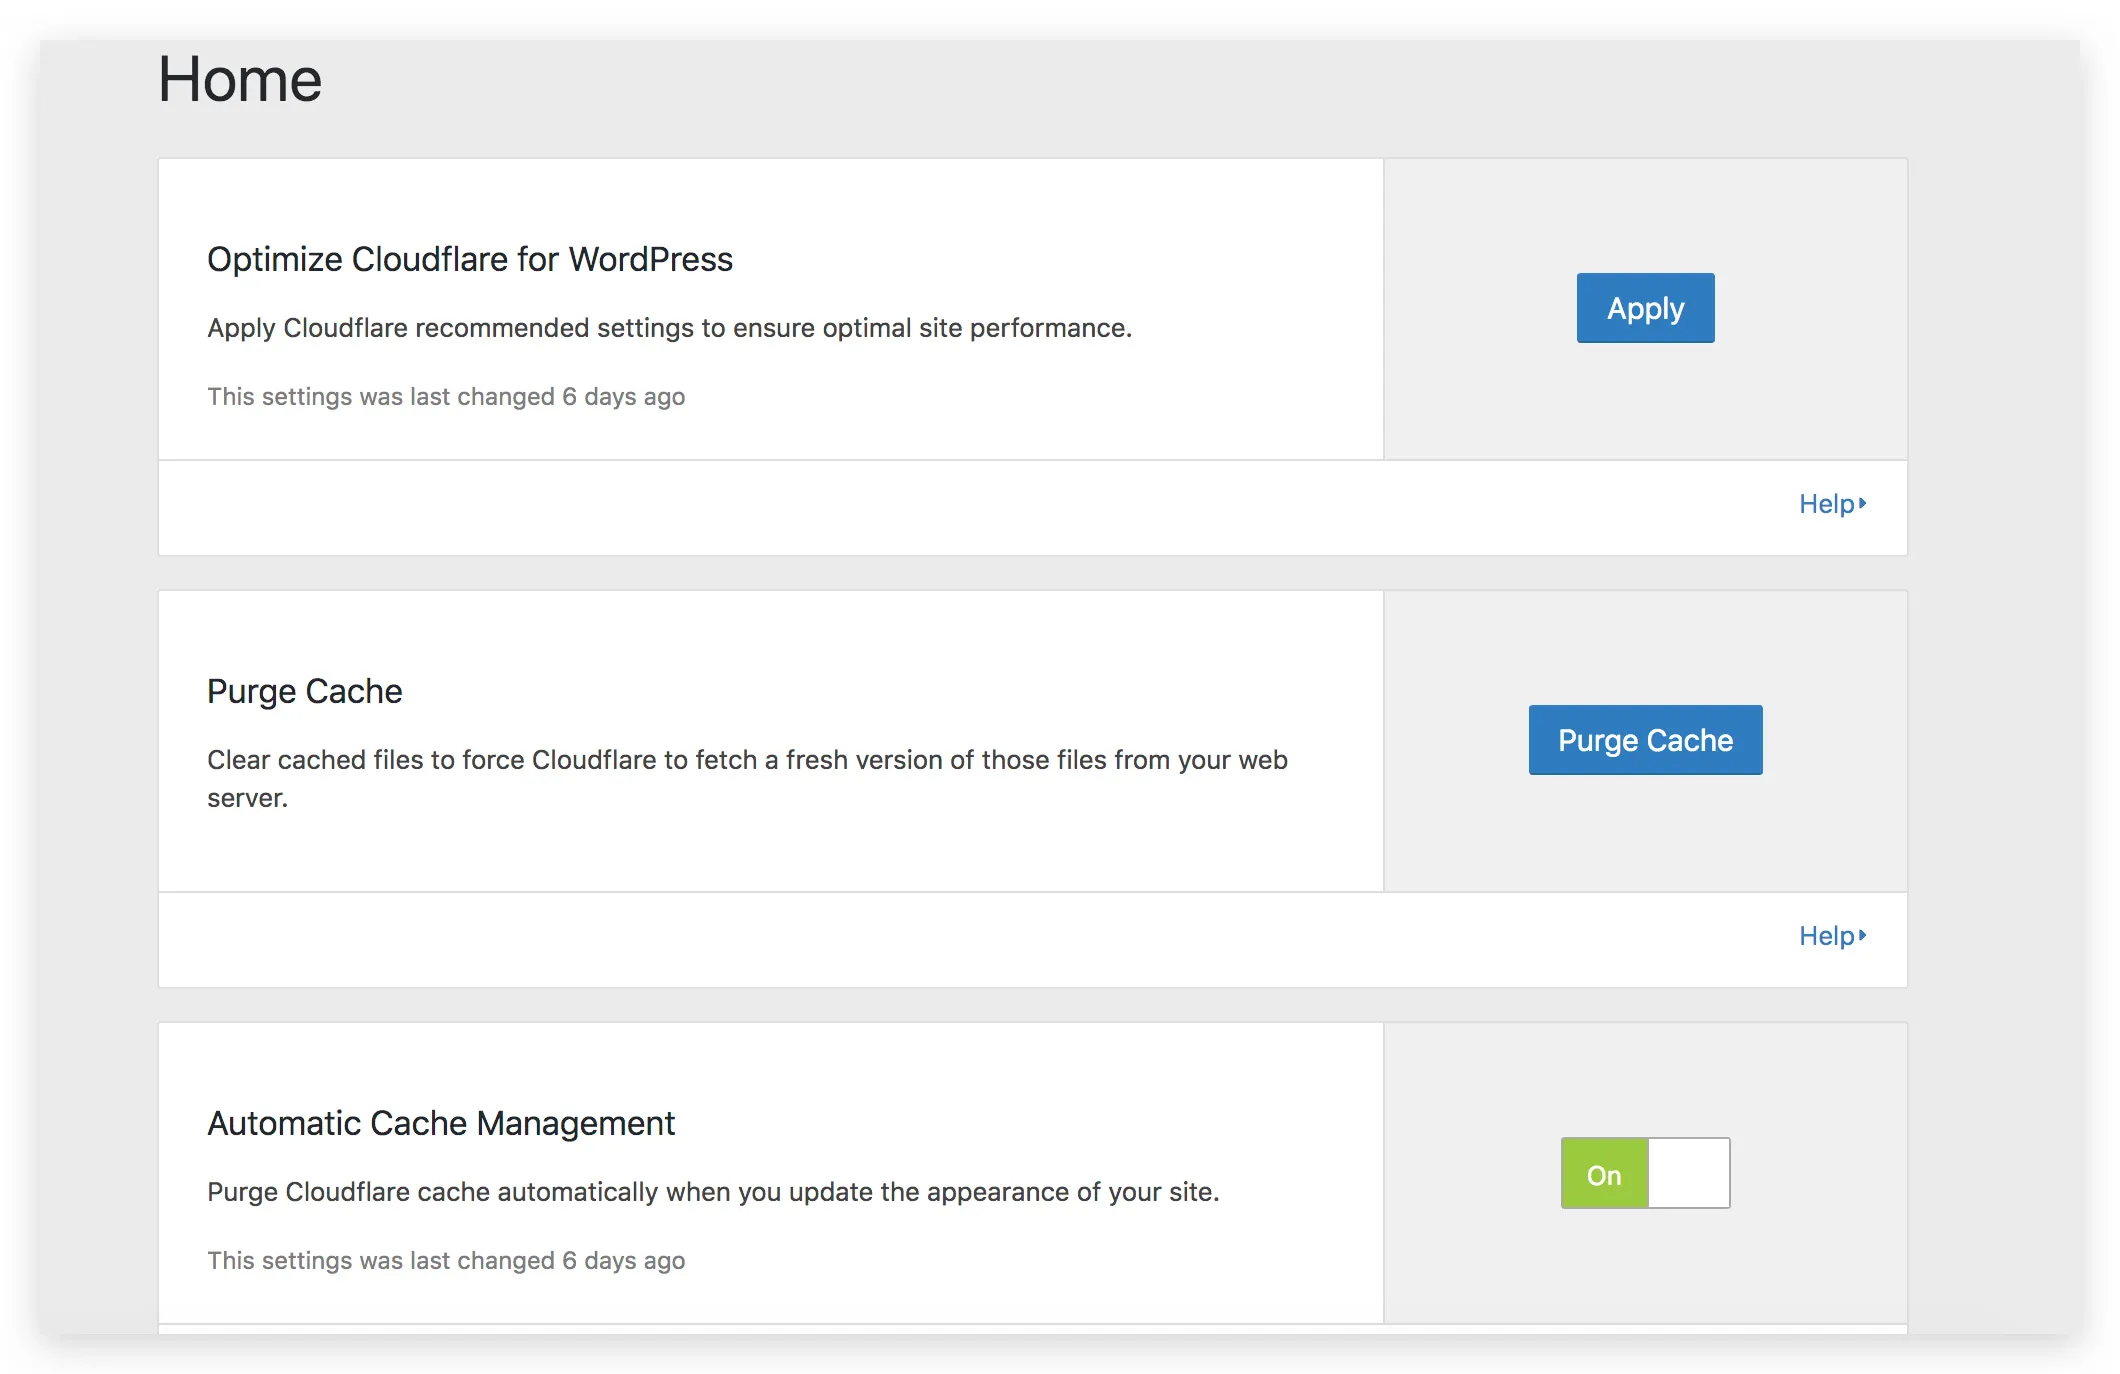 Home
Optimize Cloudflare for WordPress
Apply Cloudflare recommended settings to ensure optimal site performance.
This settings was last changed 6 days ago
Apply
Help
Purge Cache
Clear cached files to force Cloudflare to fetch a fresh version of those files from your web
server.
Purge Cache
Help
Automatic Cache Management
Purge Cloudflare cache automatically when you update the appearance of your site.
This settings was last changed 6 days ago
On